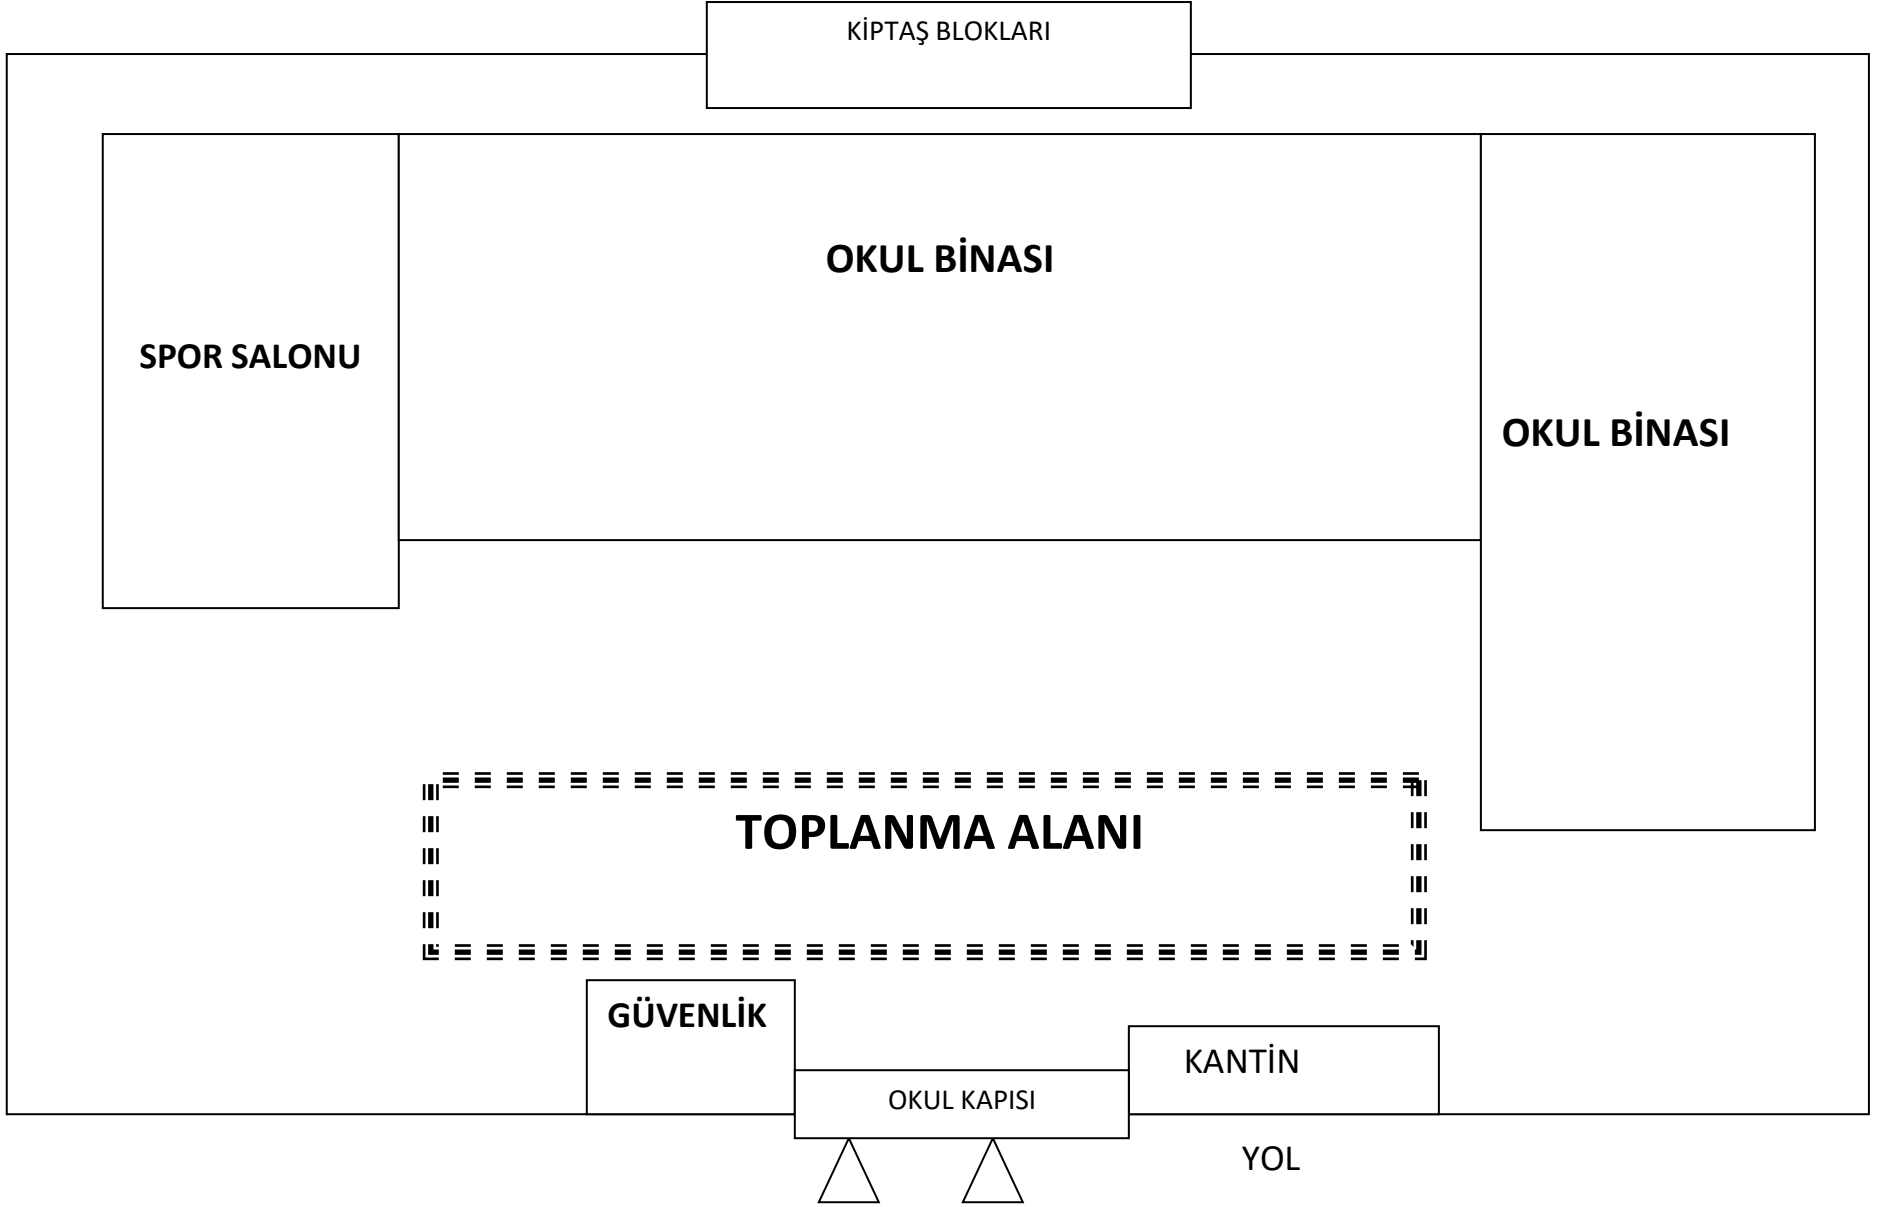 KİPTAŞ BLOKLARI
OKUL BİNASI
SPOR SALONU
OKUL BİNASI
TOPLANMA ALANI
GÜVENLİK
KANTİN
OKUL KAPISI
YOL